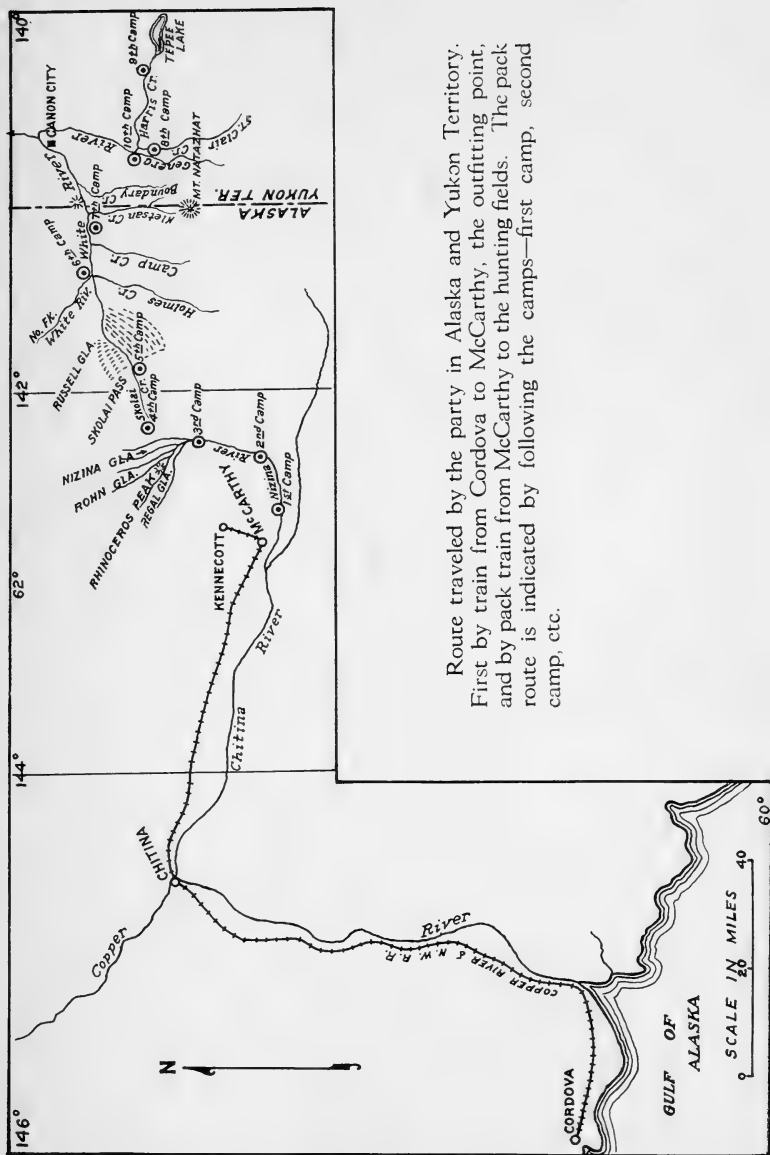 146°
144°
62°
142°
140°
60°
N
Copper
CHITINA
River
COPPER RIVER & N.W. R.R.
CORDOVA
GULF OF
ALASKA
SCALE IN MILES
0 20 40
Chitina
River
KENNECOTT
McCARTHY
Nizina
River
1st Camp
2nd Camp
3rd Camp
NIZINA GLA.
ROHN GLA.
RHINOCEROS PEAK
REGAL GLA.
4th Camp
Skolai
Cr.
5th Camp
SKOLAI PASS
RUSSELL GLA.
No. FK.
White Riv.
6th Camp
White
River
Holmes
Cr.
Camp Cr.
7th Camp
Kletsan Cr.
Boundary
Cr.
ALASKA
YUKON TER.
MT. NATAZHAT
CANON CITY
River
Generc
10th Camp
Harris Cr.
8th Camp
St. Clair
Cr.
9th Camp
TEPEE
LAKE
Route traveled by the party in Alaska and Yukon Territory.
First by train from Cordova to McCarthy, the outfitting point,
and by pack train from McCarthy to the hunting fields. The pack
route is indicated by following the camps—first camp, second
camp, etc.